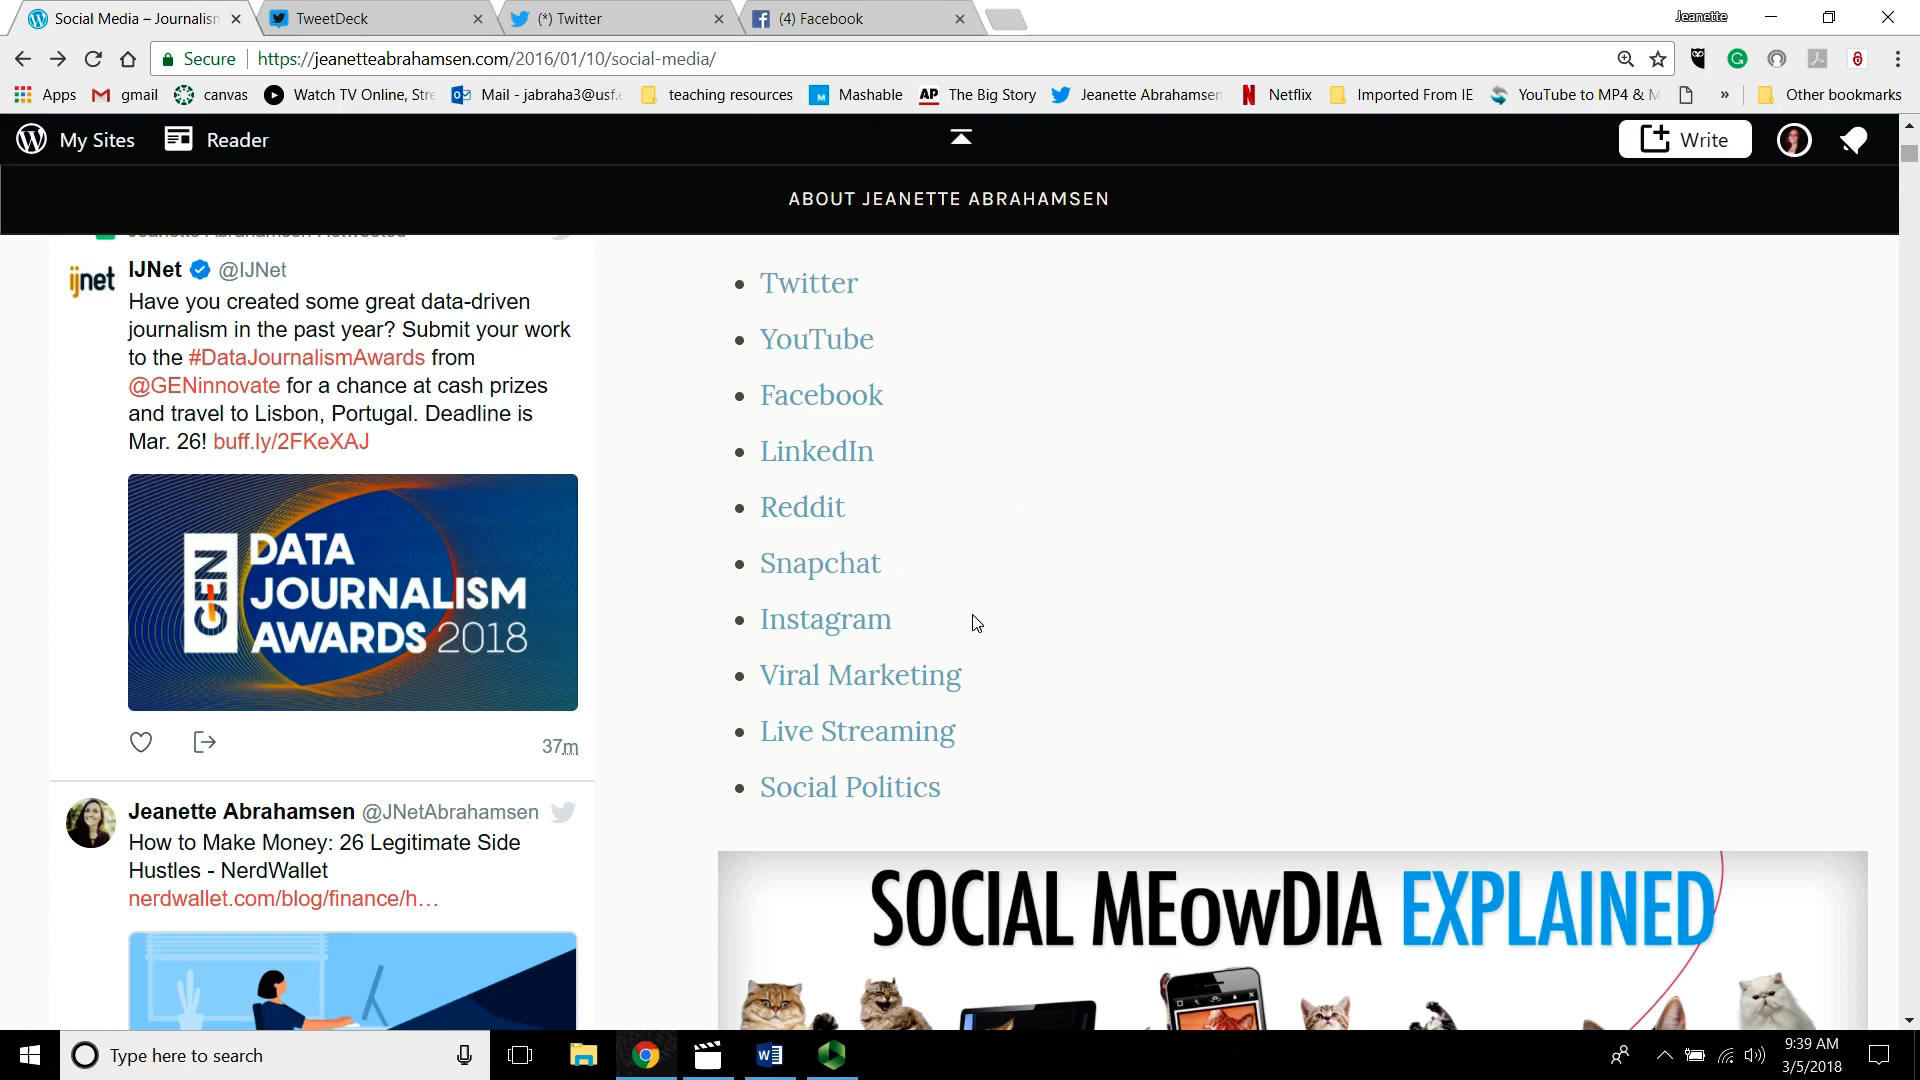 Social Media – Journalism
TweetDeck
(*) Twitter
(4) Facebook
Jeanette
Secure
https://jeanetteabrahamsen.com/2016/01/10/social-media/
Apps
gmail
canvas
Watch TV Online, Stre
Mail - jabraha3@usf.e
teaching resources
Mashable
AP The Big Story
Jeanette Abrahamsen
Netflix
Imported From IE
YouTube to MP4 & M
»
Other bookmarks
My Sites
Reader
Write
ABOUT JEANETTE ABRAHAMSEN
Jeanette Abrahamsen Retweeted
ijnet
IJNet @IJNet
Have you created some great data-driven
journalism in the past year? Submit your work
to the #DataJournalismAwards from
@GENinnovate for a chance at cash prizes
and travel to Lisbon, Portugal. Deadline is
Mar. 26! buff.ly/2FKeXAJ
GEN
DATA
JOURNALISM
AWARDS 2018
37m
Jeanette Abrahamsen @JNetAbrahamsen
How to Make Money: 26 Legitimate Side
Hustles - NerdWallet
nerdwallet.com/blog/finance/h…
Twitter
YouTube
Facebook
LinkedIn
Reddit
Snapchat
Instagram
Viral Marketing
Live Streaming
Social Politics
SOCIAL MEowDIA EXPLAINED
Type here to search
9:39 AM
3/5/2018